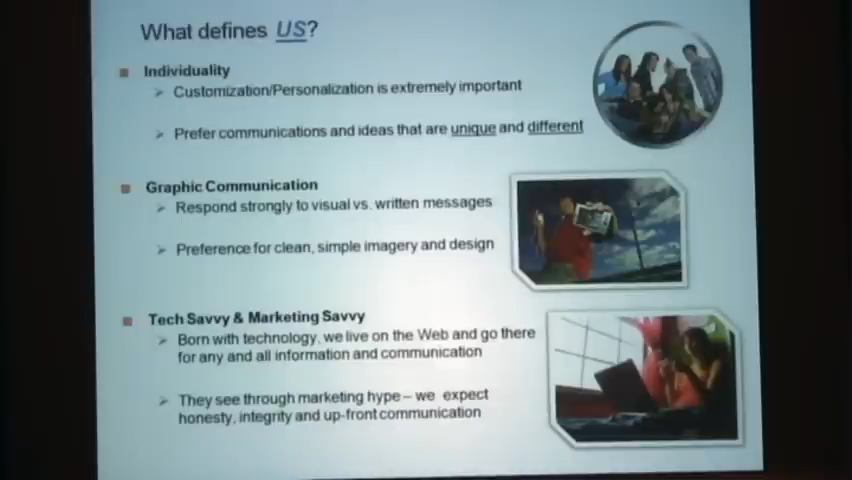 What defines US?
Individuality
Customization/Personalization is extremely important
Prefer communications and ideas that are unique and different
Graphic Communication
Respond strongly to visual vs. written messages
Preference for clean, simple imagery and design
Tech Savvy & Marketing Savvy
Born with technology, we live on the Web and go there
for any and all information and communication
They see through marketing hype – we expect
honesty, integrity and up-front communication